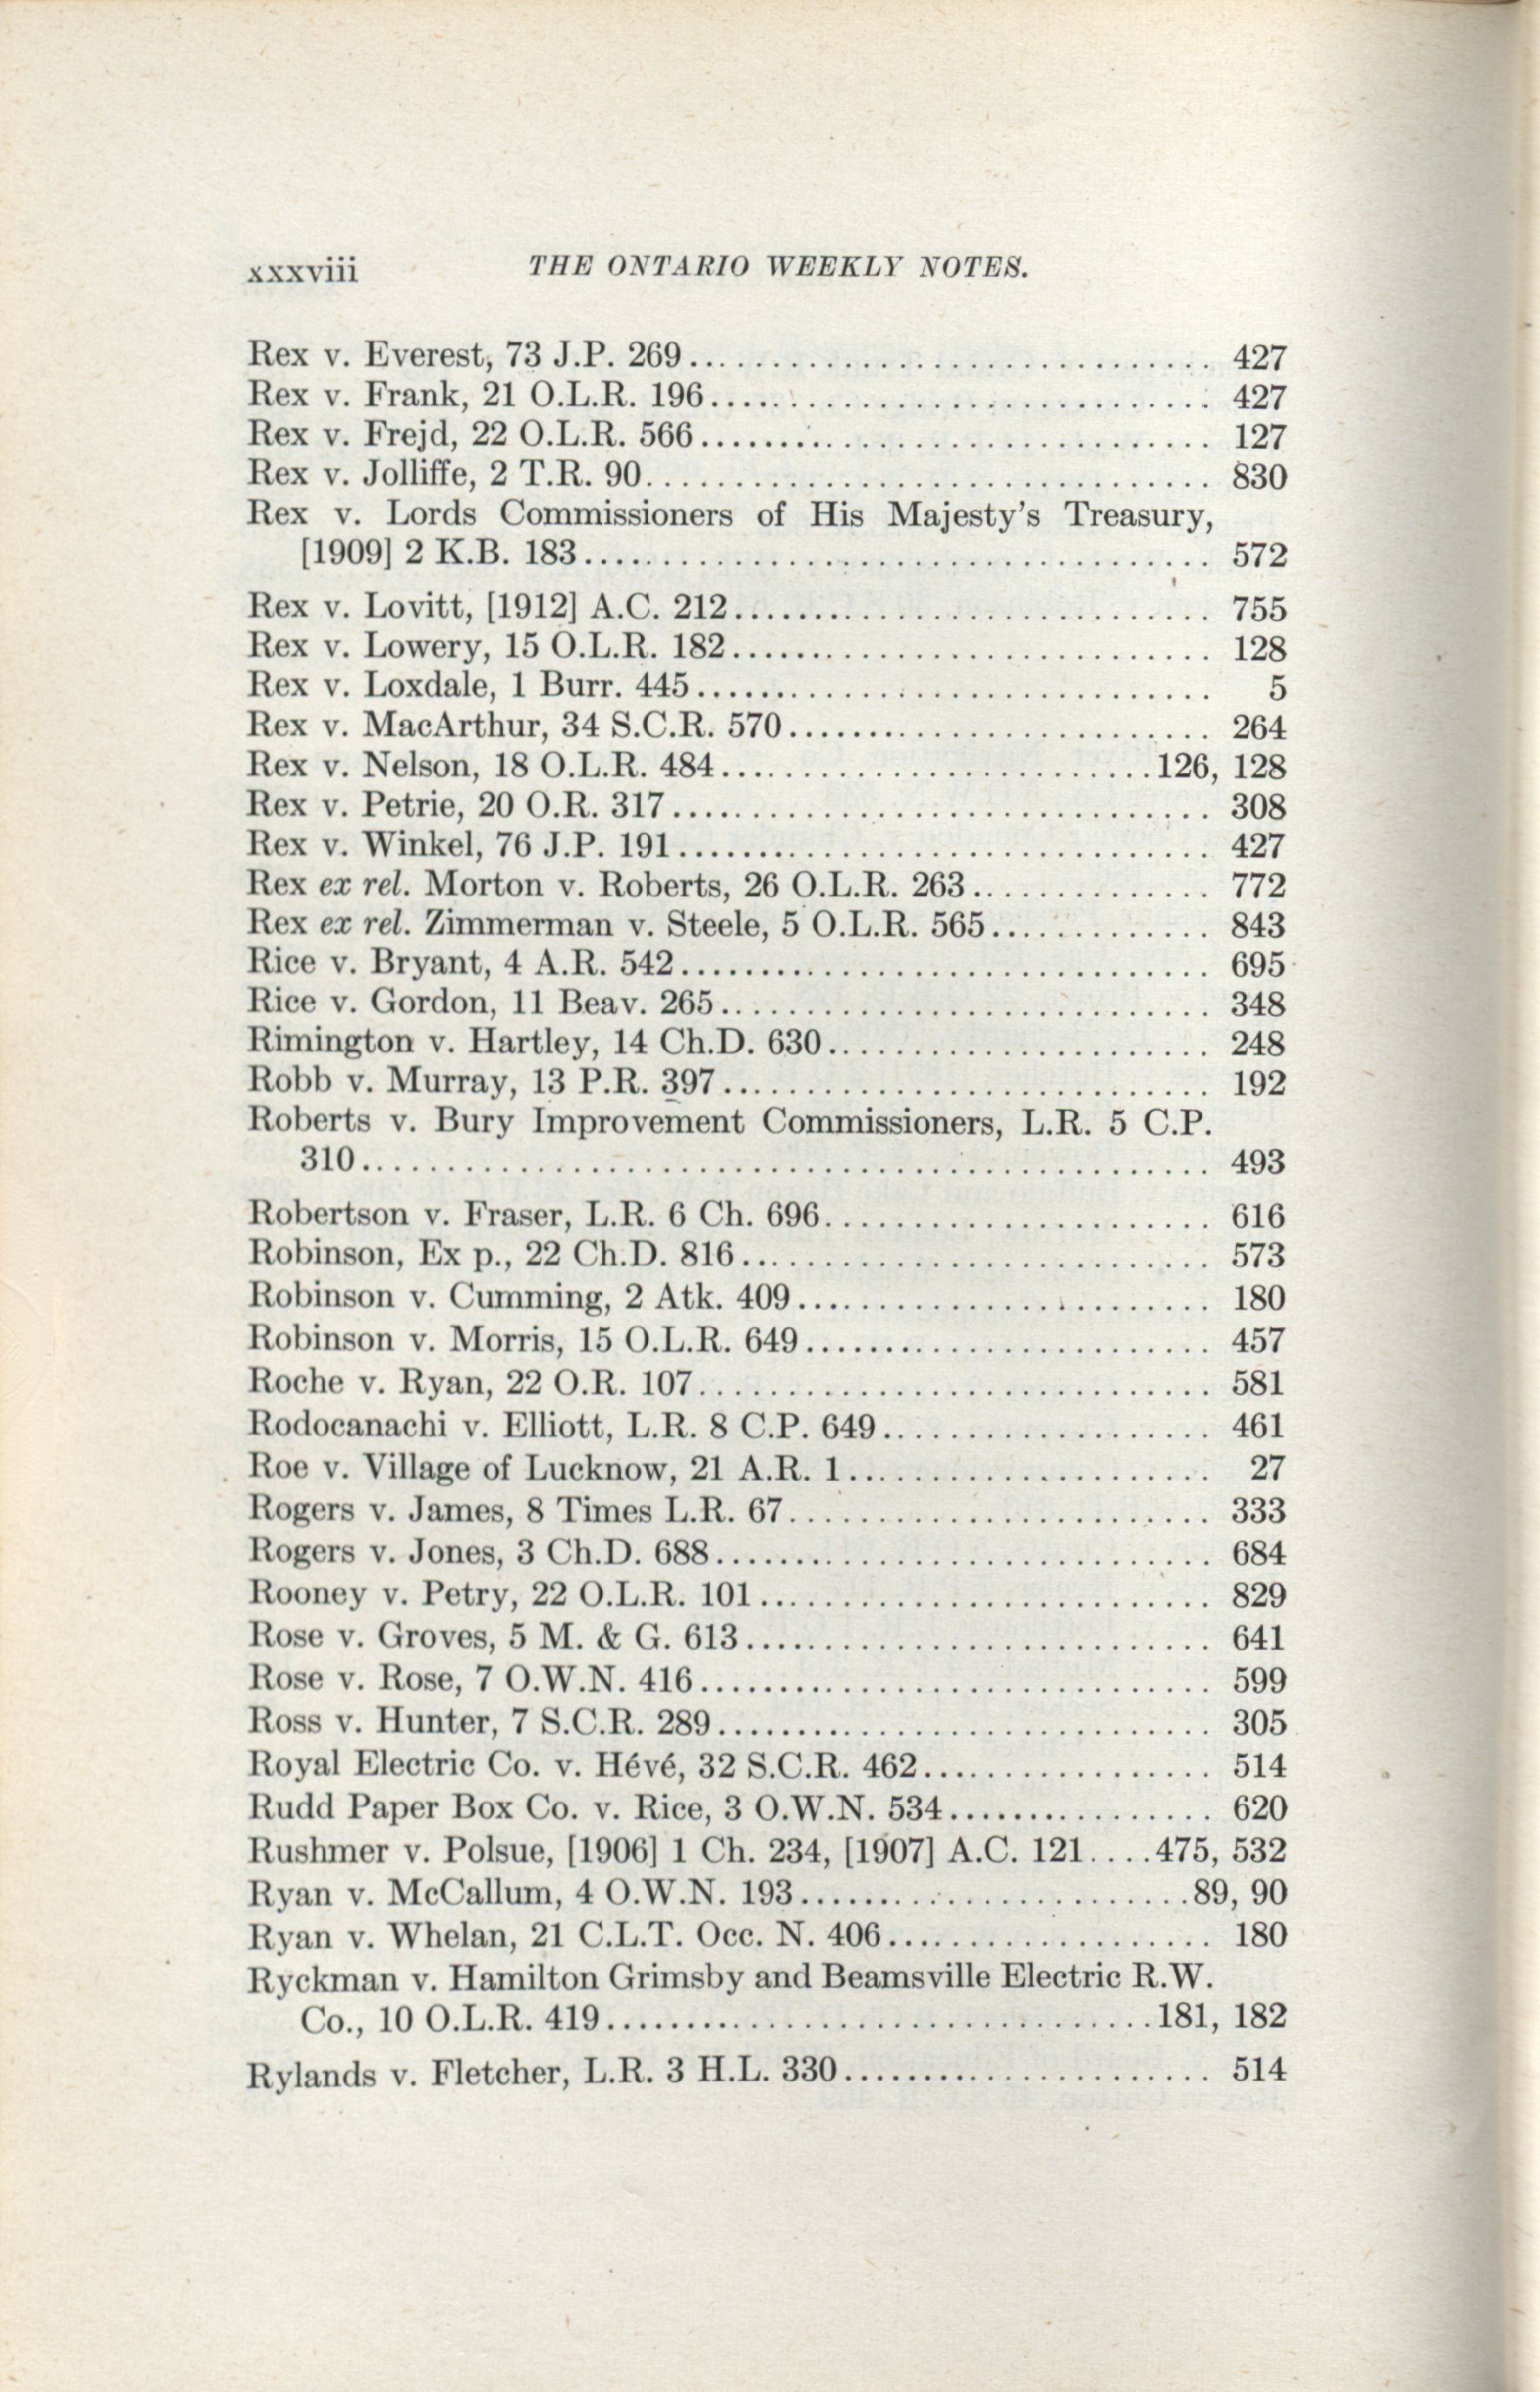 xxxviii THE ONTARIO WEEKLY NOTES.
Rex v. Everest, 73 J.P. 269................................. 427
Rex v. Frank, 21 O.L.R. 196................................ 427
Rex v. Frejd, 22 O.L.R. 566................................ 127
Rex v. Jolliffe, 2 T.R. 90................................... 830
Rex v. Lords Commissioners of His Majesty's Treasury,
[1909] 2 K.B. 183....................................... 572
Rex v. Lovitt, [1912] A.C. 212.............................. 755
Rex v. Lowery, 15 O.L.R. 182.............................. 128
Rex v. Loxdale, 1 Burr. 445................................ 5
Rex v. MacArthur, 34 S.C.R. 570.......................... 264
Rex v. Nelson, 18 O.L.R. 484...........................126, 128
Rex v. Petrie, 20 O.R. 317.................................. 308
Rex v. Winkel, 76 J.P. 191................................. 427
Rex ex rel. Morton v. Roberts, 26 O.L.R. 263............... 772
Rex ex rel. Zimmerman v. Steele, 5 O.L.R. 565.............. 843
Rice v. Bryant, 4 A.R. 542................................. 695
Rice v. Gordon, 11 Beav. 265............................... 348
Rimington v. Hartley, 14 Ch.D. 630........................ 248
Robb v. Murray, 13 P.R. 397............................... 192
Roberts v. Bury Improvement Commissioners, L.R. 5 C.P.
310..................................................... 493
Robertson v. Fraser, L.R. 6 Ch. 696........................ 616
Robinson, Ex p., 22 Ch.D. 816............................. 573
Robinson v. Cumming, 2 Atk. 409.......................... 180
Robinson v. Morris, 15 O.L.R. 649......................... 457
Roche v. Ryan, 22 O.R. 107................................ 581
Rodocanachi v. Elliott, L.R. 8 C.P. 649..................... 461
Roe v. Village of Lucknow, 21 A.R. 1....................... 27
Rogers v. James, 8 Times L.R. 67........................... 333
Rogers v. Jones, 3 Ch.D. 688............................... 684
Rooney v. Petry, 22 O.L.R. 101............................ 829
Rose v. Groves, 5 M. & G. 613............................. 641
Rose v. Rose, 7 O.W.N. 416................................ 599
Ross v. Hunter, 7 S.C.R. 289............................... 305
Royal Electric Co. v. Hévé, 32 S.C.R. 462.................. 514
Rudd Paper Box Co. v. Rice, 3 O.W.N. 534................ 620
Rushmer v. Polsue, [1906] 1 Ch. 234, [1907] A.C. 121....475, 532
Ryan v. McCallum, 4 O.W.N. 193........................89, 90
Ryan v. Whelan, 21 C.L.T. Occ. N. 406.................... 180
Ryckman v. Hamilton Grimsby and Beamsville Electric R.W.
Co., 10 O.L.R. 419..................................181, 182
Rylands v. Fletcher, L.R. 3 H.L. 330....................... 514